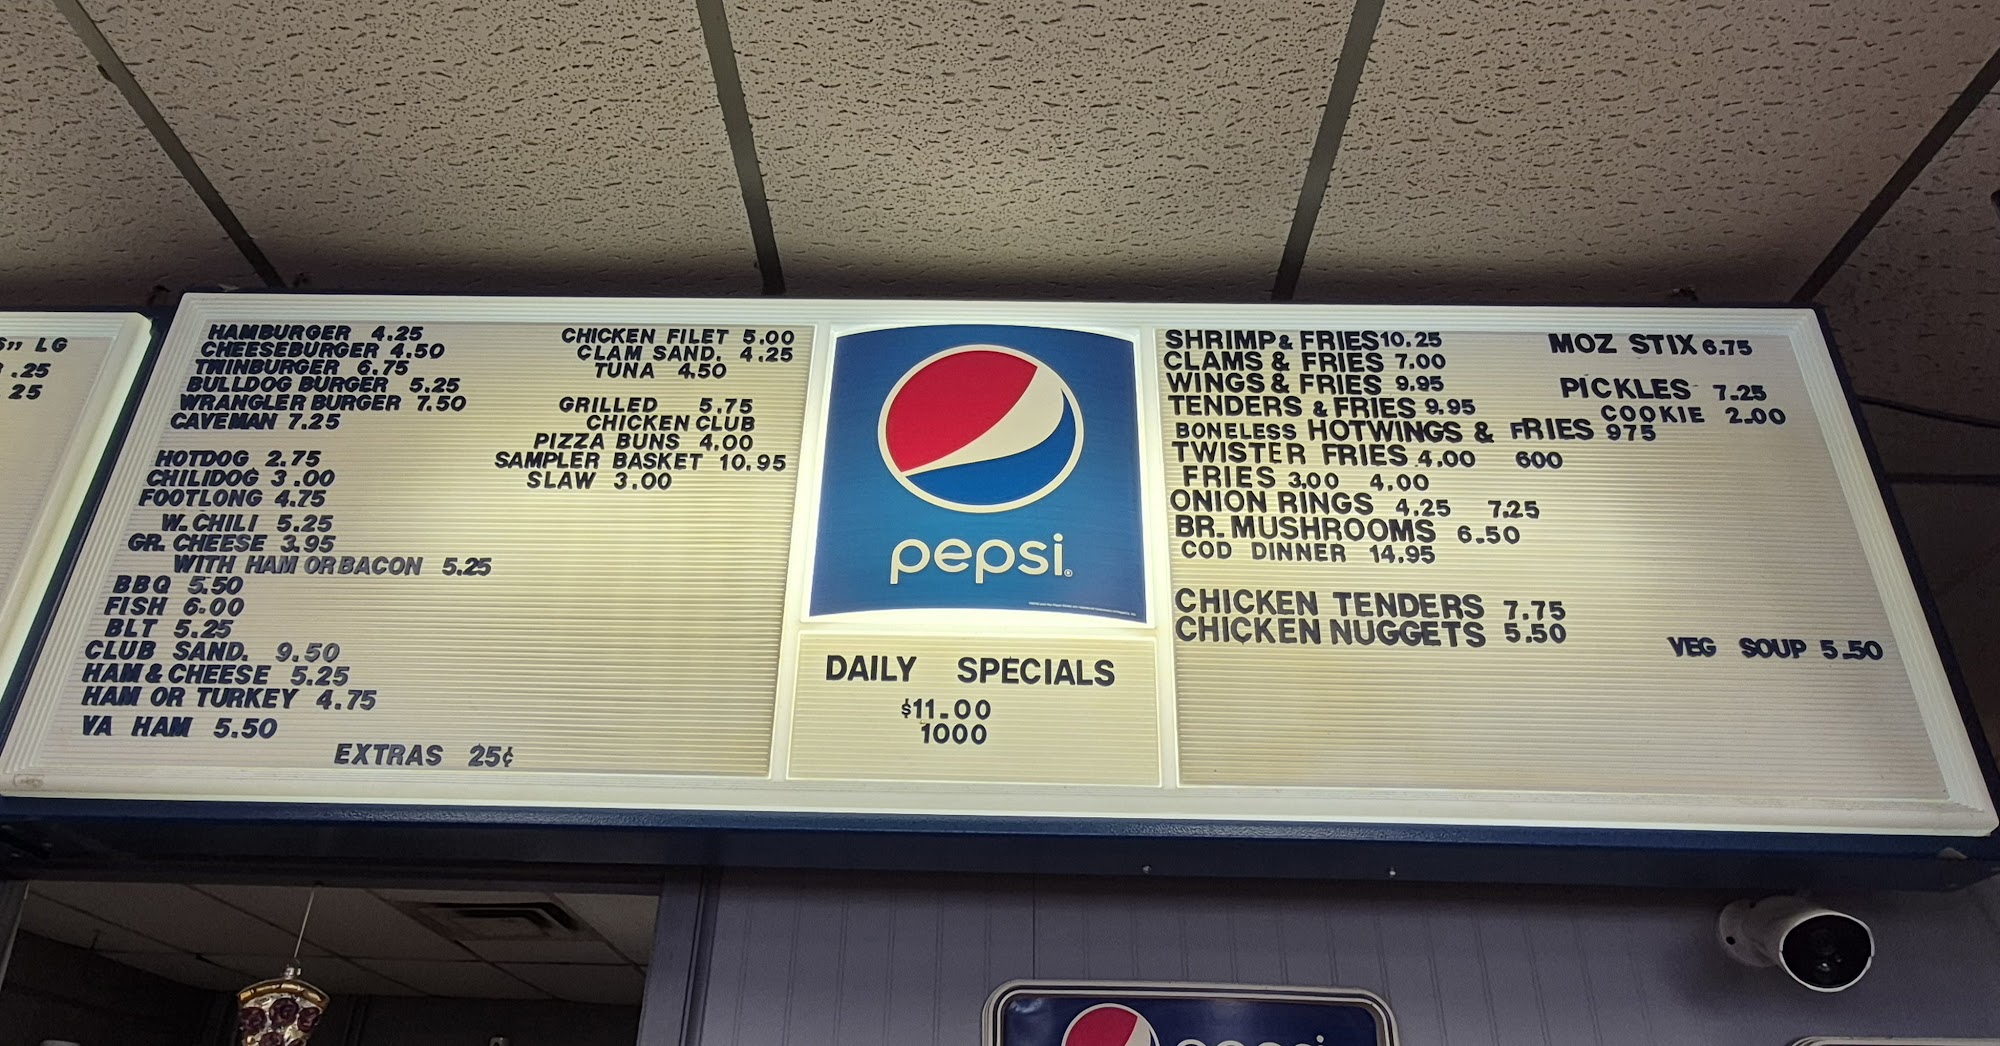 6" LG
.25
25
HAMBURGER 4.25
CHEESEBURGER 4.50
TWINBURGER 6.75
BULLDOG BURGER 5.25
WRANGLER BURGER 7.50
CAVEMAN 7.25
HOTDOG 2.75
CHILIDOG 3.00
FOOTLONG 4.75
W. CHILI 5.25
GR. CHEESE 3.95
WITH HAM OR BACON 5.25
BBQ 5.50
FISH 6.00
BLT 5.25
CLUB SAND. 9.50
HAM & CHEESE 5.25
HAM OR TURKEY 4.75
VA HAM 5.50
EXTRAS 25¢
CHICKEN FILET 5.00
CLAM SAND. 4.25
TUNA 4.50
GRILLED 5.75
CHICKEN CLUB
PIZZA BUNS 4.00
SAMPLER BASKET 10.95
SLAW 3.00
pepsi®
DAILY SPECIALS
$11.00
1000
SHRIMP & FRIES 10.25
CLAMS & FRIES 7.00
WINGS & FRIES 9.95
TENDERS & FRIES 9.95
BONELESS HOTWINGS & FRIES 975
TWISTER FRIES 4.00 600
FRIES 3,00 4,00
ONION RINGS 4,25 7.25
BR. MUSHROOMS 6.50
COD DINNER 14.95
CHICKEN TENDERS 7.75
CHICKEN NUGGETS 5.50
MOZ STIX 6.75
PICKLES 7.25
COOKIE 2.00
VEG SOUP 5.50
pepsi